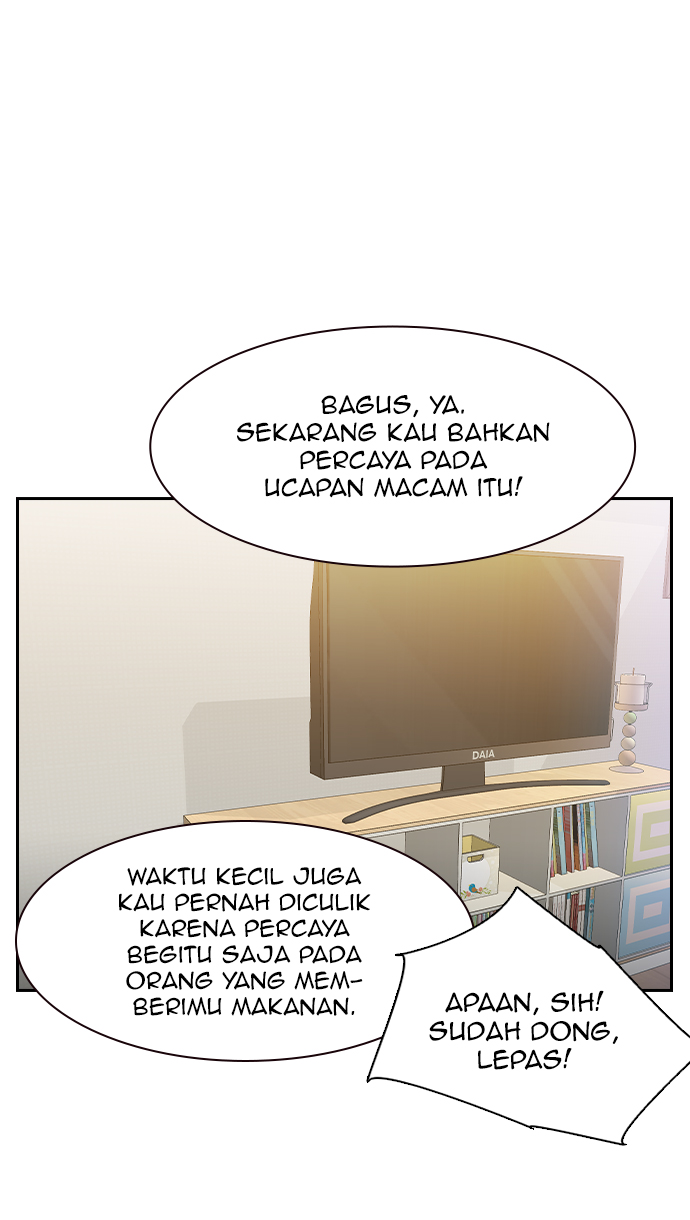 BAGUS, YA.
SEKARANG KAU BAHKAN
PERCAYA PADA
UCAPAN MACAM ITU!
DAIA
WAKTU KECIL JUGA
KAU PERNAH DICULIK
KARENA PERCAYA
BEGITU SAJA PADA
ORANG YANG MEM-
BERIMU MAKANAN.
APAAN, SIH!
SUDAH DONG,
LEPAS!